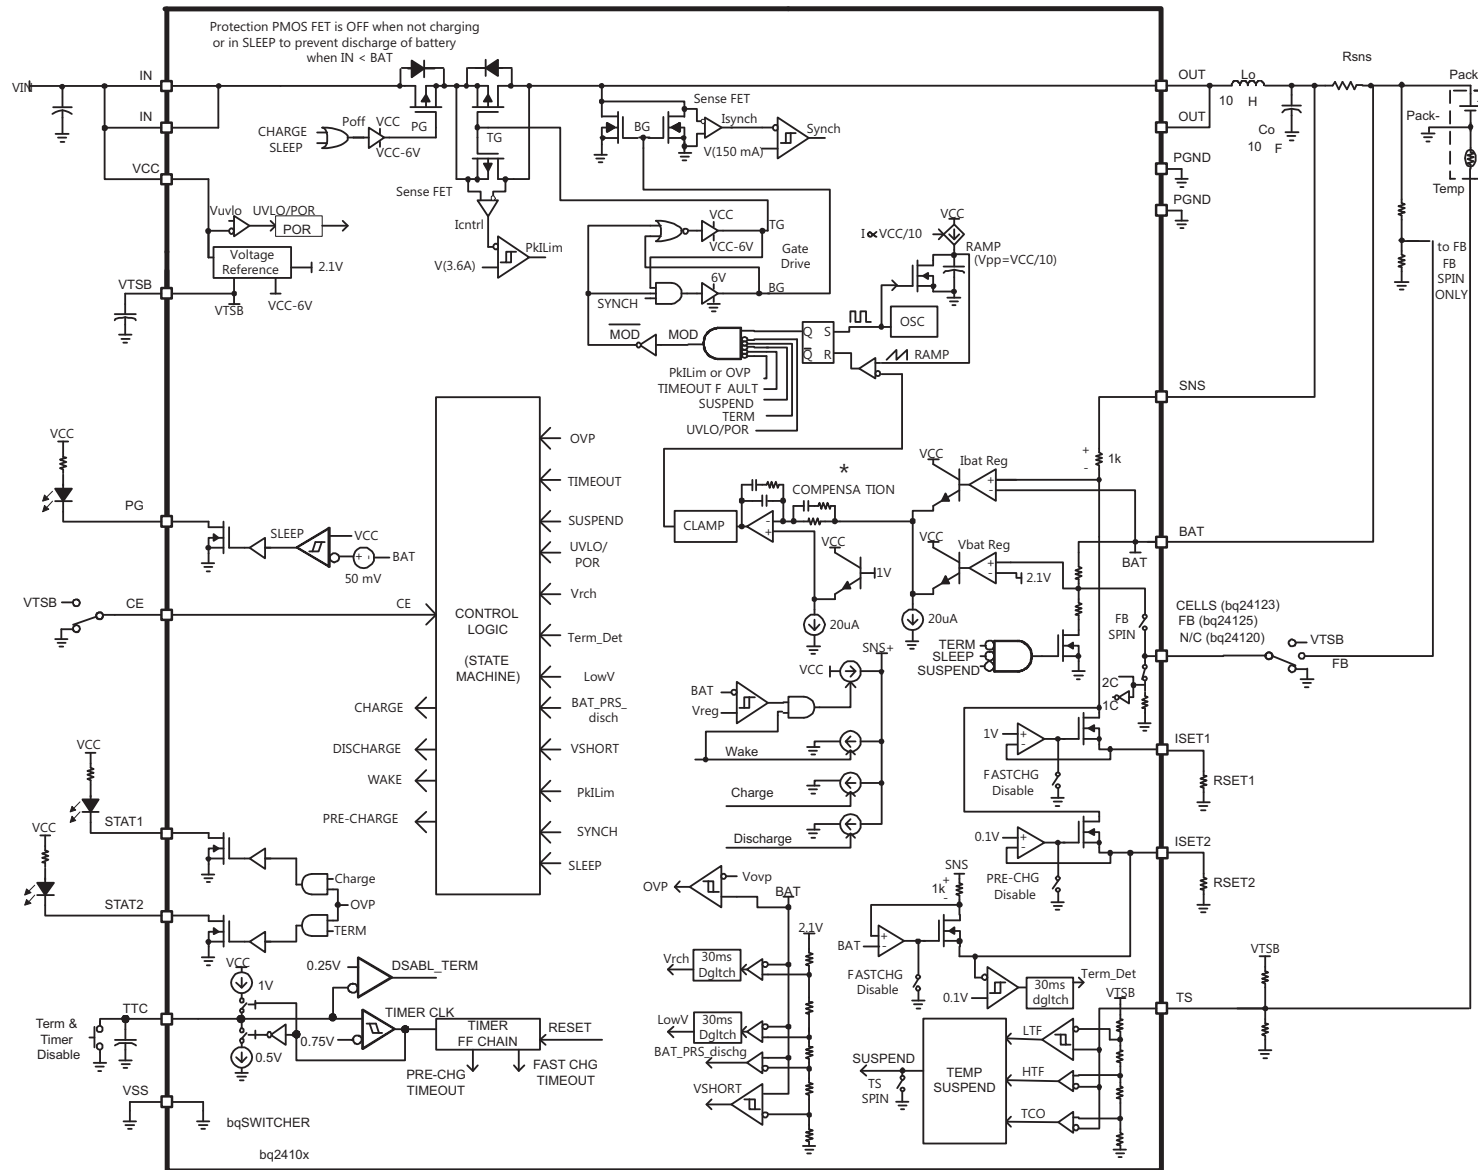 Protection PMOS FET is OFF when not charging
or in SLEEP to prevent discharge of battery
when IN < BAT
VIN
IN
IN
VCC
VTSB
CHARGE
SLEEP
Poff
VCC
VCC-6V
PG
TG
Sense FET
Icntrl
V(3.6A)
PkILim
BG
Sense FET
Isynch
V(150 mA)
Synch
OUT
OUT
Lo
10 H
Co
10 F
Rsns
Pack
Pack-
Temp
PGND
PGND
to FB
FB
SPIN
ONLY
Vuvlo
UVLO/POR
POR
Voltage
Reference
2.1V
VTSB
VCC-6V
VCC
TG
VCC-6V
Gate
Drive
6V
BG
SYNCH
I∝VCC/10
VCC
RAMP
(Vpp=VCC/10)
OSC
MOD
MOD
Q S
Q R
RAMP
PkILim or OVP
TIMEOUT F AULT
SUSPEND
TERM
UVLO/POR
SNS
+
-
1k
VCC
PG
SLEEP
VCC
+ -
BAT
50 mV
VTSB
CE
CE
CONTROL
LOGIC
(STATE
MACHINE)
OVP
TIMEOUT
SUSPEND
UVLO/
POR
Vrch
Term_Det
LowV
BAT_PRS_
disch
VSHORT
PkILim
SYNCH
SLEEP
CHARGE
DISCHARGE
WAKE
PRE-CHARGE
*
COMPENSA TION
CLAMP
-
+
VCC
Ibat Reg
+
-
VCC
Vbat Reg
+
-
2.1V
VCC
1V
20uA
20uA
BAT
BAT
TERM
SLEEP
SUSPEND
FB
SPIN
2C
1C
CELLS (bq24123)
FB (bq24125)
N/C (bq24120)
VTSB
FB
SNS+
VCC
BAT
Vreg
Wake
Charge
Discharge
1V
+
-
FASTCHG
Disable
ISET1
RSET1
0.1V
+
-
PRE-CHG
Disable
ISET2
RSET2
VCC
STAT1
VCC
STAT2
Charge
OVP
TERM
OVP
Vovp
BAT
SNS
1k
+
-
BAT
+
-
FASTCHG
Disable
0.1V
30ms
dgltch
Term_Det
2.1V
Vrch
30ms
Dgltch
LowV
30ms
Dgltch
BAT_PRS_dischg
VSHORT
Term &
Timer
Disable
TTC
VCC
1V
0.5V
0.25V
DSABL_TERM
0.75V
TIMER CLK
TIMER
FF CHAIN
RESET
PRE-CHG
TIMEOUT
FAST CHG
TIMEOUT
SUSPEND
TS
SPIN
TEMP
SUSPEND
LTF
HTF
TCO
VTSB
TS
VTSB
VSS
bqSWITCHER
bq2410x